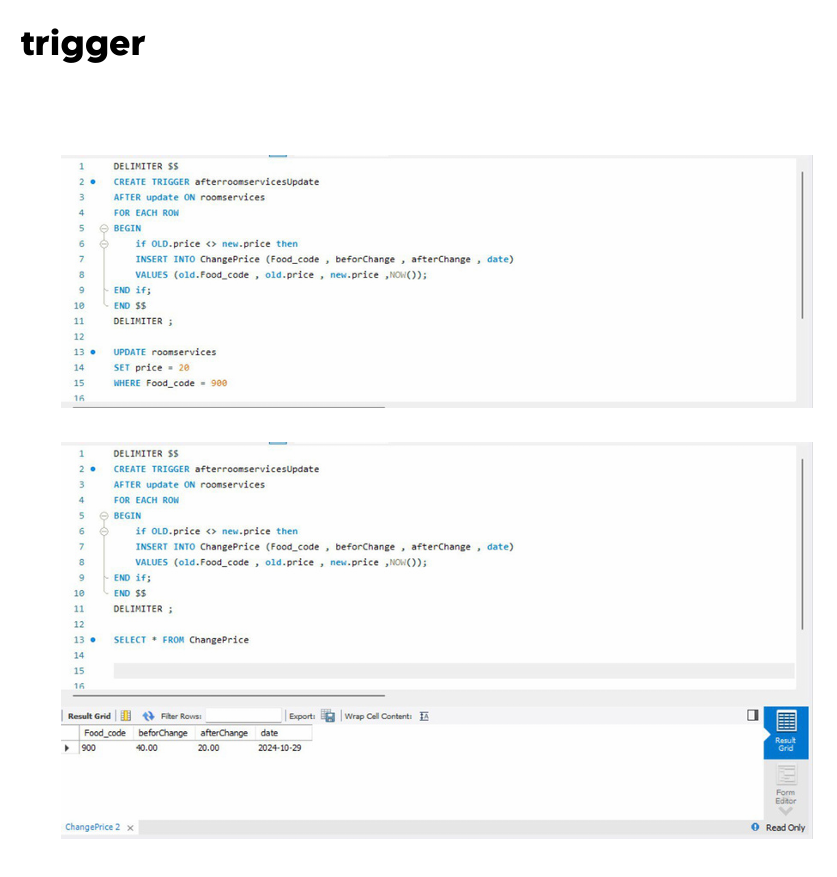 trigger
1 DELIMITER $$
2 CREATE TRIGGER afterroomservicesUpdate
3 AFTER update ON roomservices
4 FOR EACH ROW
5 BEGIN
6 if OLD.price <> new.price then
7 INSERT INTO ChangePrice (Food_code , beforChange , afterChange , date)
8 VALUES (old.Food_code , old.price , new.price ,NOW());
9 END if;
10 END $$
11 DELIMITER ;
12
13 UPDATE roomservices
14 SET price = 20
15 WHERE Food_code = 900
16
1 DELIMITER $$
2 CREATE TRIGGER afterroomservicesUpdate
3 AFTER update ON roomservices
4 FOR EACH ROW
5 BEGIN
6 if OLD.price <> new.price then
7 INSERT INTO ChangePrice (Food_code , beforChange , afterChange , date)
8 VALUES (old.Food_code , old.price , new.price ,NOW());
9 END if;
10 END $$
11 DELIMITER ;
12
13 SELECT * FROM ChangePrice
14
15
16
Result Grid Filter Rows: Export: Wrap Cell Content: IA
Food_code beforChange afterChange date
900 40.00 20.00 2024-10-29
Result
Grid
Form
Editor
ChangePrice 2 x Read Only